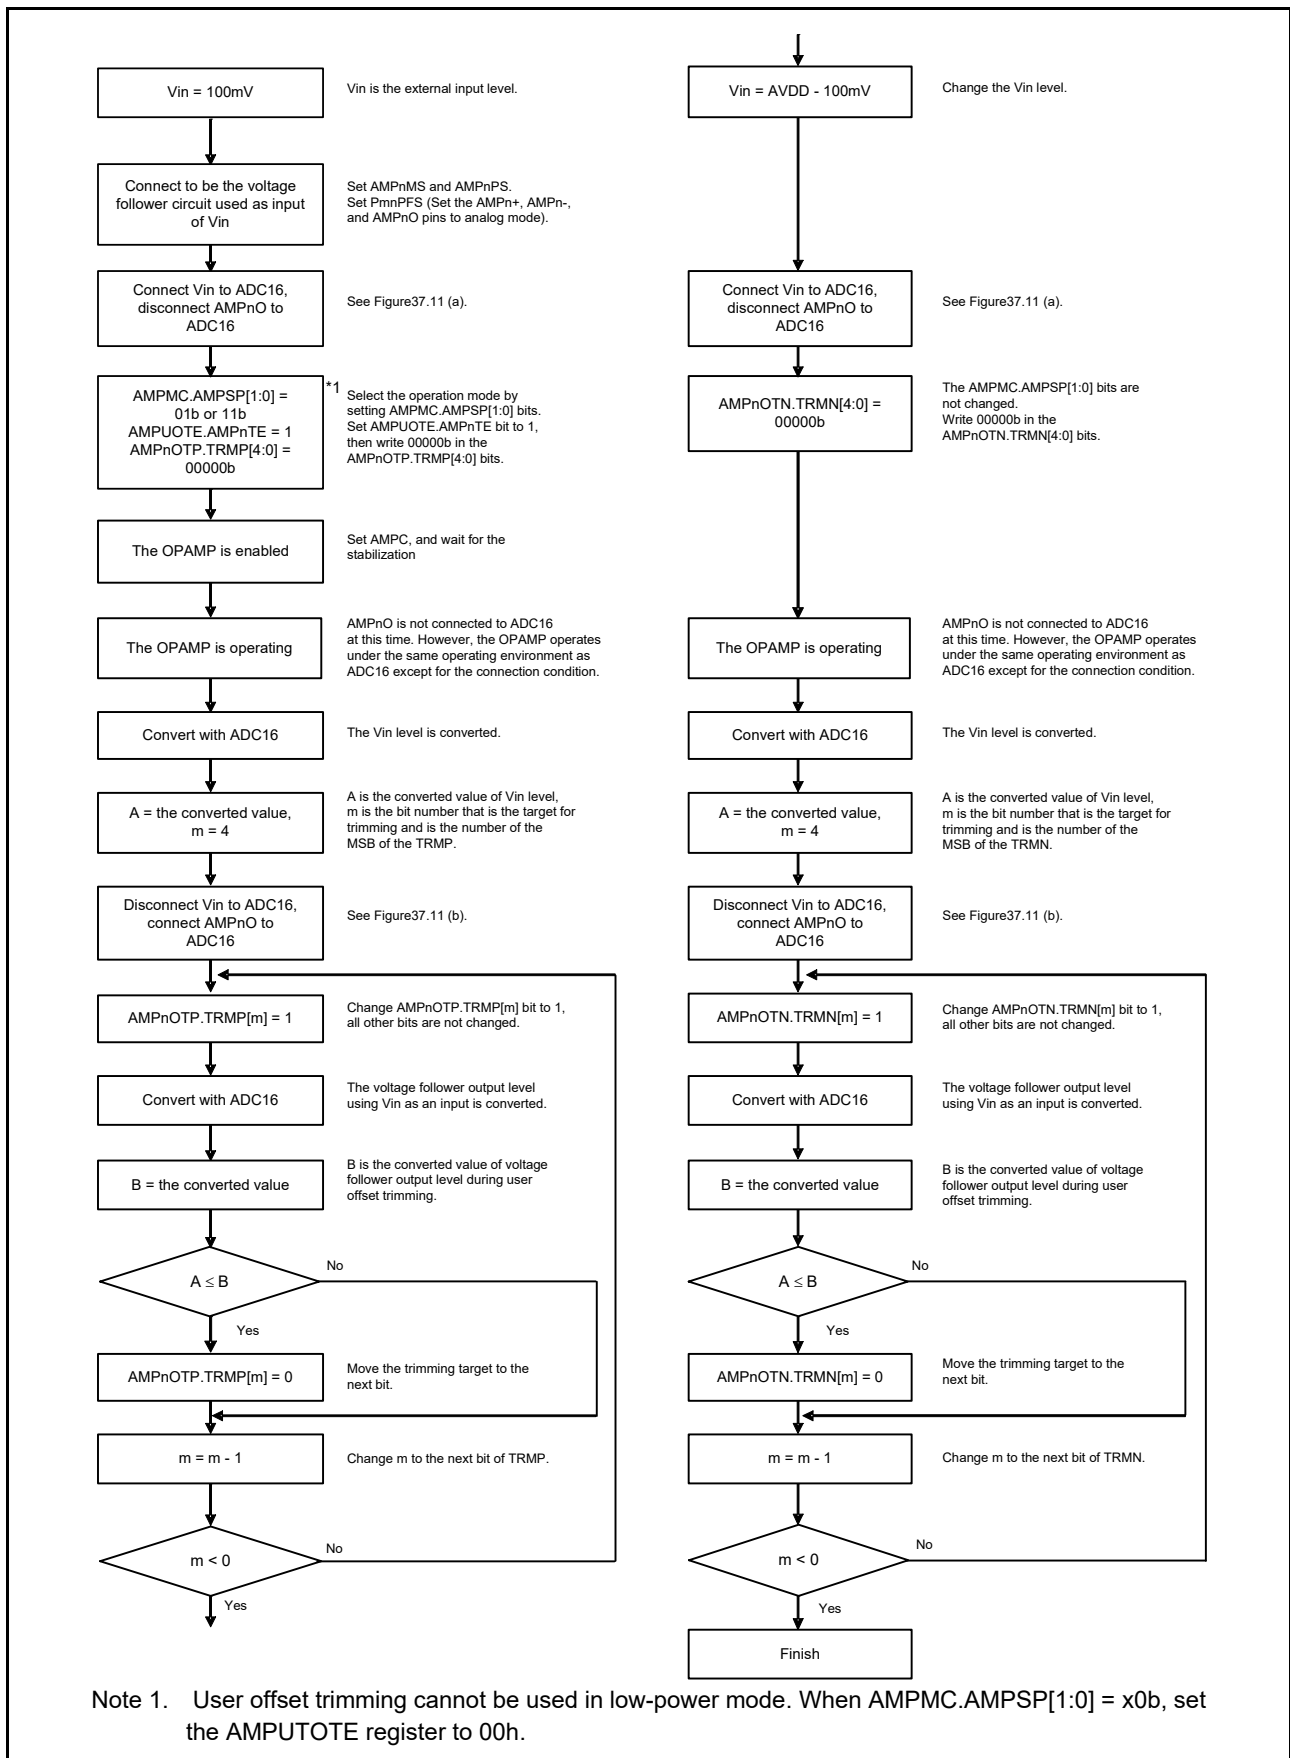 Vin = 100mV
Vin is the external input level.
Connect to be the voltage
follower circuit used as input
of Vin
Set AMPnMS and AMPnPS.
Set PmnPFS (Set the AMPn+, AMPn-,
and AMPnO pins to analog mode).
Connect Vin to ADC16,
disconnect AMPnO to
ADC16
See Figure37.11 (a).
AMPMC.AMPSP[1:0] =
01b or 11b
AMPUOTE.AMPnTE = 1
AMPnOTP.TRMP[4:0] =
00000b
*1
Select the operation mode by
setting AMPMC.AMPSP[1:0] bits.
Set AMPUOTE.AMPnTE bit to 1,
then write 00000b in the
AMPnOTP.TRMP[4:0] bits.
The OPAMP is enabled
Set AMPC, and wait for the
stabilization
The OPAMP is operating
AMPnO is not connected to ADC16
at this time. However, the OPAMP operates
under the same operating environment as
ADC16 except for the connection condition.
Convert with ADC16
The Vin level is converted.
A = the converted value,
m = 4
A is the converted value of Vin level,
m is the bit number that is the target for
trimming and is the number of the
MSB of the TRMP.
Disconnect Vin to ADC16,
connect AMPnO to
ADC16
See Figure37.11 (b).
AMPnOTP.TRMP[m] = 1
Change AMPnOTP.TRMP[m] bit to 1,
all other bits are not changed.
Convert with ADC16
The voltage follower output level
using Vin as an input is converted.
B = the converted value
B is the converted value of voltage
follower output level during user
offset trimming.
A ≤ B
No
Yes
AMPnOTP.TRMP[m] = 0
Move the trimming target to the
next bit.
m = m - 1
Change m to the next bit of TRMP.
m < 0
No
Yes
Vin = AVDD - 100mV
Change the Vin level.
Connect Vin to ADC16,
disconnect AMPnO to
ADC16
See Figure37.11 (a).
AMPnOTN.TRMN[4:0] =
00000b
The AMPMC.AMPSP[1:0] bits are
not changed.
Write 00000b in the
AMPnOTN.TRMN[4:0] bits.
The OPAMP is operating
AMPnO is not connected to ADC16
at this time. However, the OPAMP operates
under the same operating environment as
ADC16 except for the connection condition.
Convert with ADC16
The Vin level is converted.
A = the converted value,
m = 4
A is the converted value of Vin level,
m is the bit number that is the target for
trimming and is the number of the
MSB of the TRMN.
Disconnect Vin to ADC16,
connect AMPnO to
ADC16
See Figure37.11 (b).
AMPnOTN.TRMN[m] = 1
Change AMPnOTN.TRMN[m] bit to 1,
all other bits are not changed.
Convert with ADC16
The voltage follower output level
using Vin as an input is converted.
B = the converted value
B is the converted value of voltage
follower output level during user
offset trimming.
A ≤ B
No
Yes
AMPnOTN.TRMN[m] = 0
Move the trimming target to the
next bit.
m = m - 1
Change m to the next bit of TRMN.
m < 0
No
Yes
Finish
Note 1. User offset trimming cannot be used in low-power mode. When AMPMC.AMPSP[1:0] = x0b, set
the AMPUTOTE register to 00h.